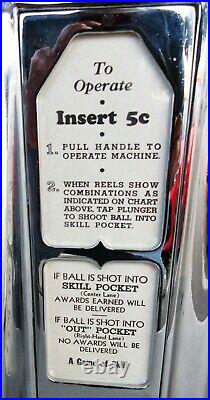 To
Operate
•
Insert 5c
•
1. PULL HANDLE TO
OPERATE MACHINE.
•
2. WHEN REELS SHOW
COMBINATIONS AS
INDICATED ON CHART
ABOVE, TAP PLUNGER
TO SHOOT BALL INTO
SKILL POCKET.
IF BALL IS SHOT INTO
SKILL POCKET
(Center Lane)
AWARDS EARNED WILL
BE DELIVERED
IF BALL IS SHOT INTO
"OUT" POCKET
(Right-Hand Lane)
NO AWARDS WILL BE
DELIVERED
A Game of Skill